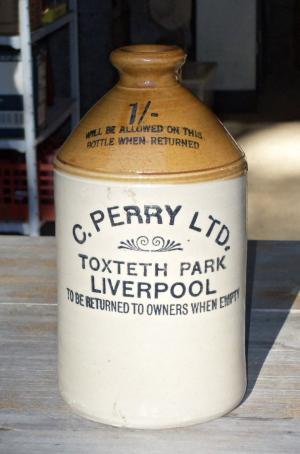 1/-
WILL BE ALLOWED ON THIS
BOTTLE WHEN RETURNED
C. PERRY LTD.
TOXTETH PARK
LIVERPOOL
TO BE RETURNED TO OWNERS WHEN EMPTY